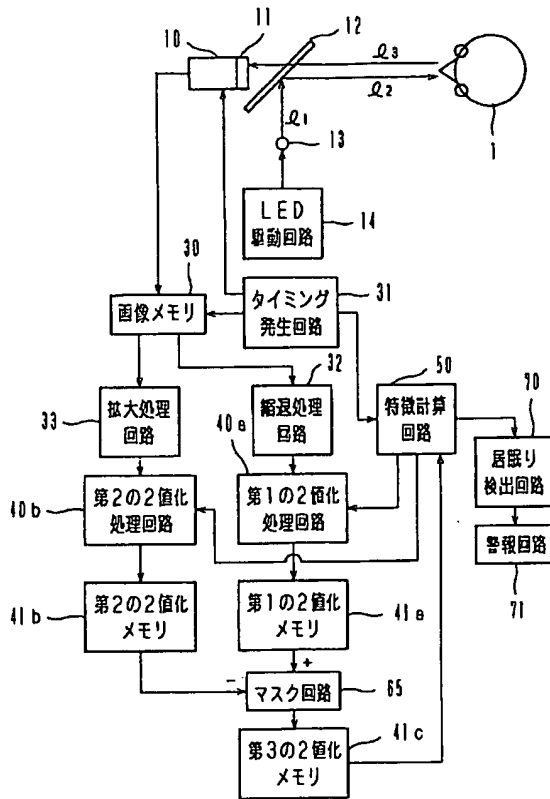 10
11
12
ℓ3
ℓ2
ℓ1
13
1
LED
駆動回路
14
30
画像メモリ
タイミング
発生回路
31
33
拡大処理
回路
32
縮退処理
回路
50
特徴計算
回路
70
居眠り
検出回路
40b
第2の2値化
処理回路
40a
第1の2値化
処理回路
警報回路
71
41b
第2の2値化
メモリ
第1の2値化
メモリ
41a
-
+
マスク回路
65
第3の2値化
メモリ
41c